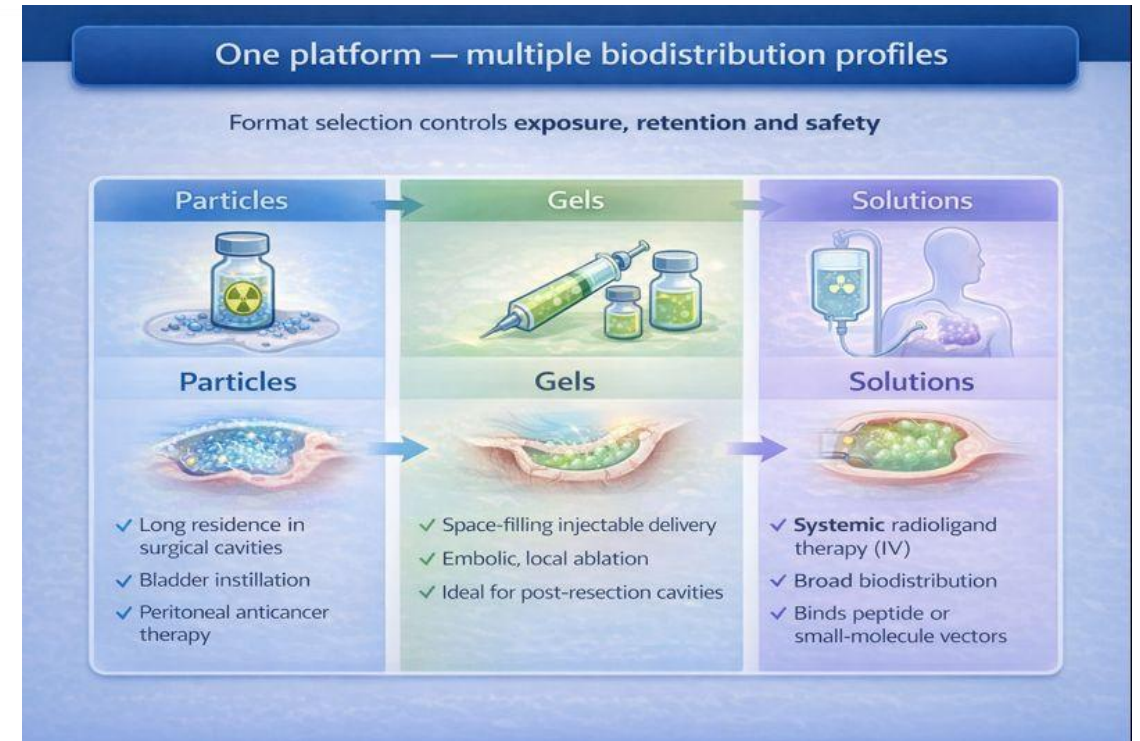 One platform — multiple biodistribution profiles
Format selection controls exposure, retention and safety
Particles
Gels
Solutions
Particles
✓ Long residence in
surgical cavities
✓ Bladder instillation
✓ Peritoneal anticancer
therapy
Gels
✓ Space-filling injectable delivery
✓ Embolic, local ablation
✓ Ideal for post-resection cavities
Solutions
✓ Systemic radioligand
therapy (IV)
✓ Broad biodistribution
✓ Binds peptide or
small-molecule vectors